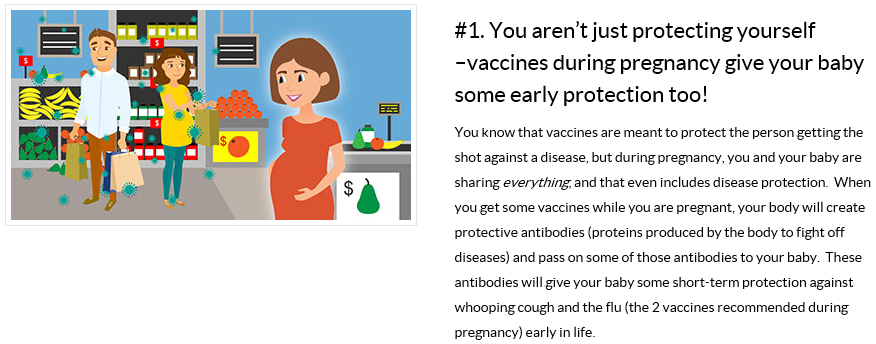 #1. You aren’t just protecting yourself
–vaccines during pregnancy give your baby
some early protection too!
You know that vaccines are meant to protect the person getting the
shot against a disease, but during pregnancy, you and your baby are
sharing everything; and that even includes disease protection.  When
you get some vaccines while you are pregnant, your body will create
protective antibodies (proteins produced by the body to fight off
diseases) and pass on some of those antibodies to your baby.  These
antibodies will give your baby some short-term protection against
whooping cough and the flu (the 2 vaccines recommended during
pregnancy) early in life.
$
$
$
$
$